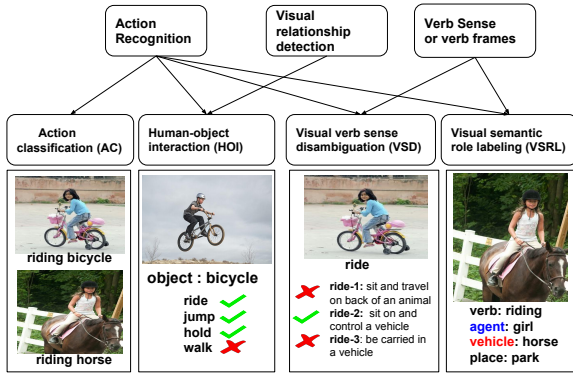 Action
Recognition
Visual
relationship
detection
Verb Sense
or verb frames
Action
classification (AC)
Human-object
interaction (HOI)
Visual verb sense
disambiguation (VSD)
Visual semantic
role labeling (VSRL)
riding bicycle
riding horse
object : bicycle
ride
jump
hold
walk
ride
ride-1: sit and travel
on back of an animal
ride-2: sit on and
control a vehicle
ride-3: be carried in
a vehicle
verb: riding
agent: girl
vehicle: horse
place: park